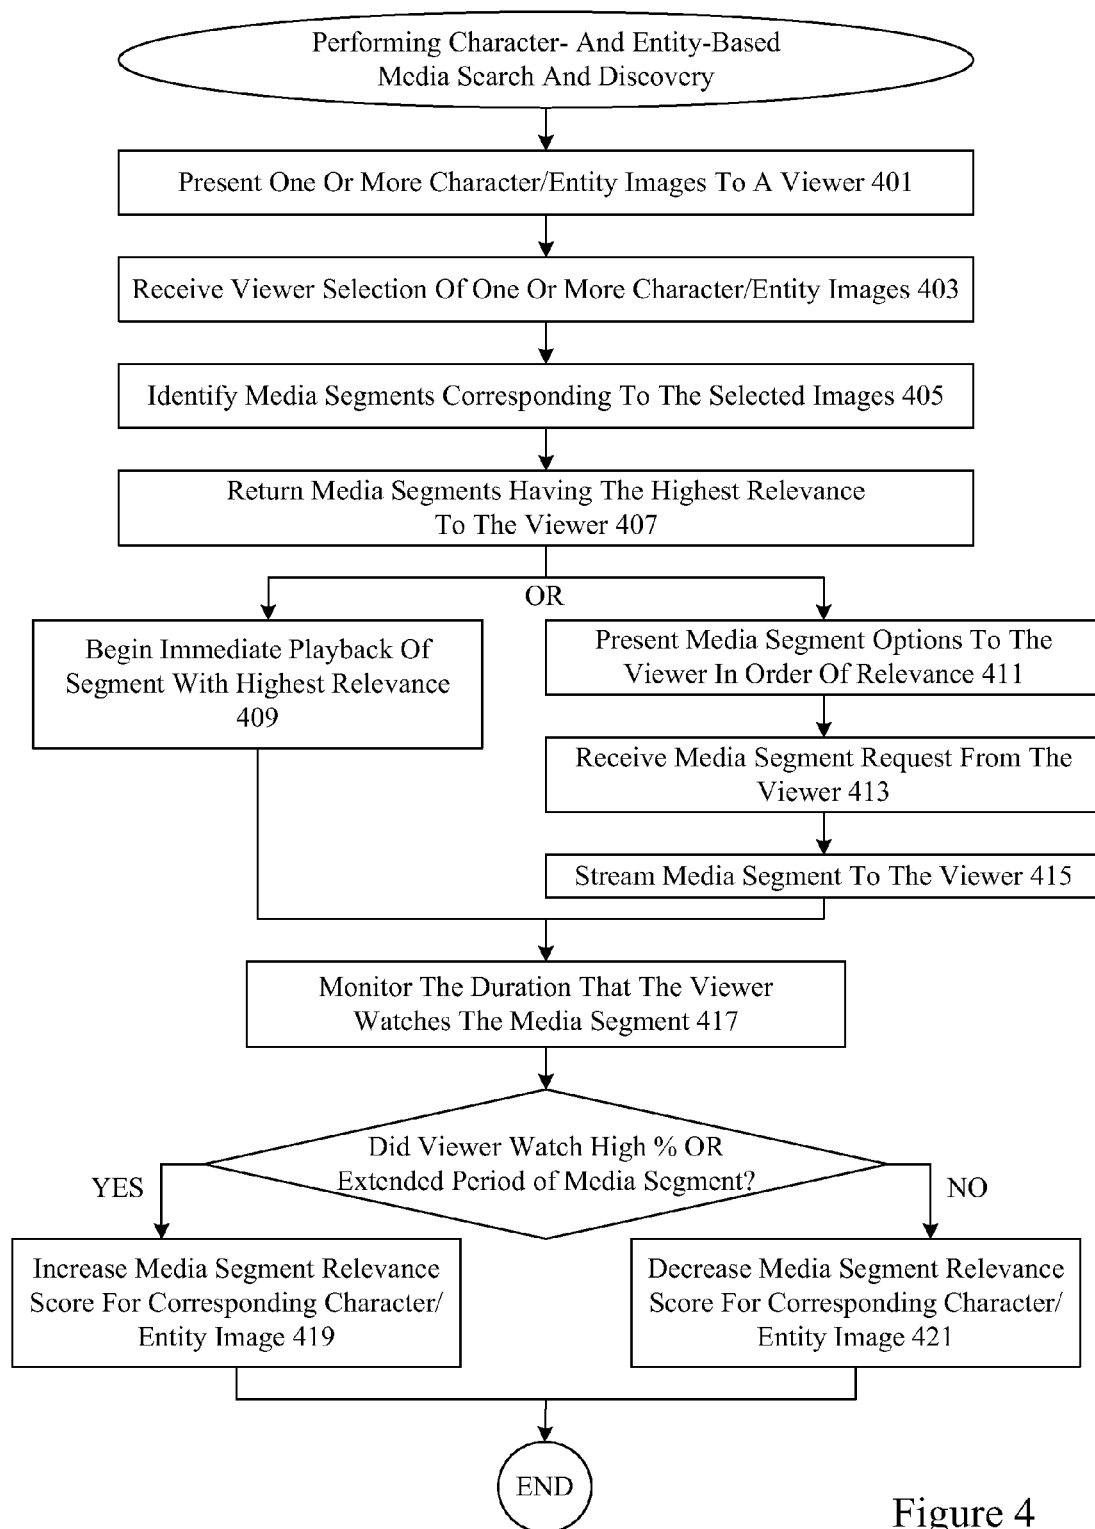 Performing Character- And Entity-Based
Media Search And Discovery
Present One Or More Character/Entity Images To A Viewer 401
Receive Viewer Selection Of One Or More Character/Entity Images 403
Identify Media Segments Corresponding To The Selected Images 405
Return Media Segments Having The Highest Relevance
To The Viewer 407
OR
Begin Immediate Playback Of
Segment With Highest Relevance
409
Present Media Segment Options To The
Viewer In Order Of Relevance 411
Receive Media Segment Request From The
Viewer 413
Stream Media Segment To The Viewer 415
Monitor The Duration That The Viewer
Watches The Media Segment 417
Did Viewer Watch High % OR
Extended Period of Media Segment?
YES
NO
Increase Media Segment Relevance
Score For Corresponding Character/
Entity Image 419
Decrease Media Segment Relevance
Score For Corresponding Character/
Entity Image 421
END
Figure 4